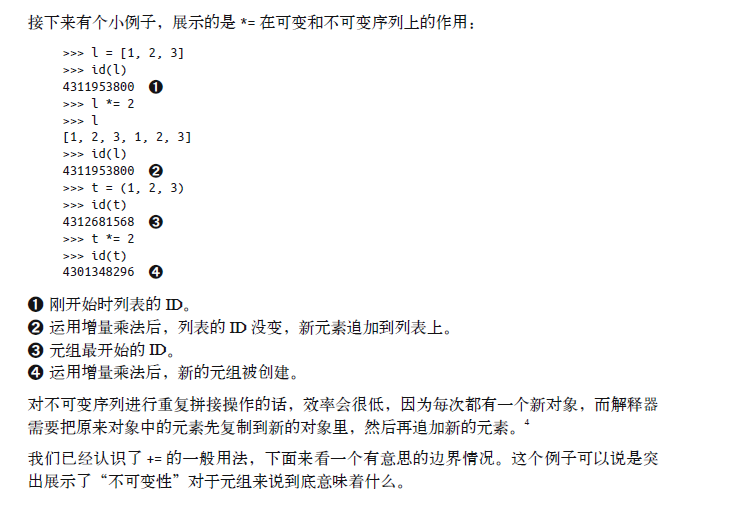 接下来有个小例子，展示的是 *= 在可变和不可变序列上的作用：
>>> l = [1, 2, 3]
>>> id(l)
4311953800 ❶
>>> l *= 2
>>> l
[1, 2, 3, 1, 2, 3]
>>> id(l)
4311953800 ❷
>>> t = (1, 2, 3)
>>> id(t)
4312681568 ❸
>>> t *= 2
>>> id(t)
4301348296 ❹
❶ 刚开始时列表的 ID。
❷ 运用增量乘法后，列表的 ID 没变，新元素追加到列表上。
❸ 元组最开始的 ID。
❹ 运用增量乘法后，新的元组被创建。
对不可变序列进行重复拼接操作的话，效率会很低，因为每次都有一个新对象，而解释器
需要把原来对象中的元素先复制到新的对象里，然后再追加新的元素。4
我们已经认识了 += 的一般用法，下面来看一个有意思的边界情况。这个例子可以说是突
出展示了“不可变性”对于元组来说到底意味着什么。